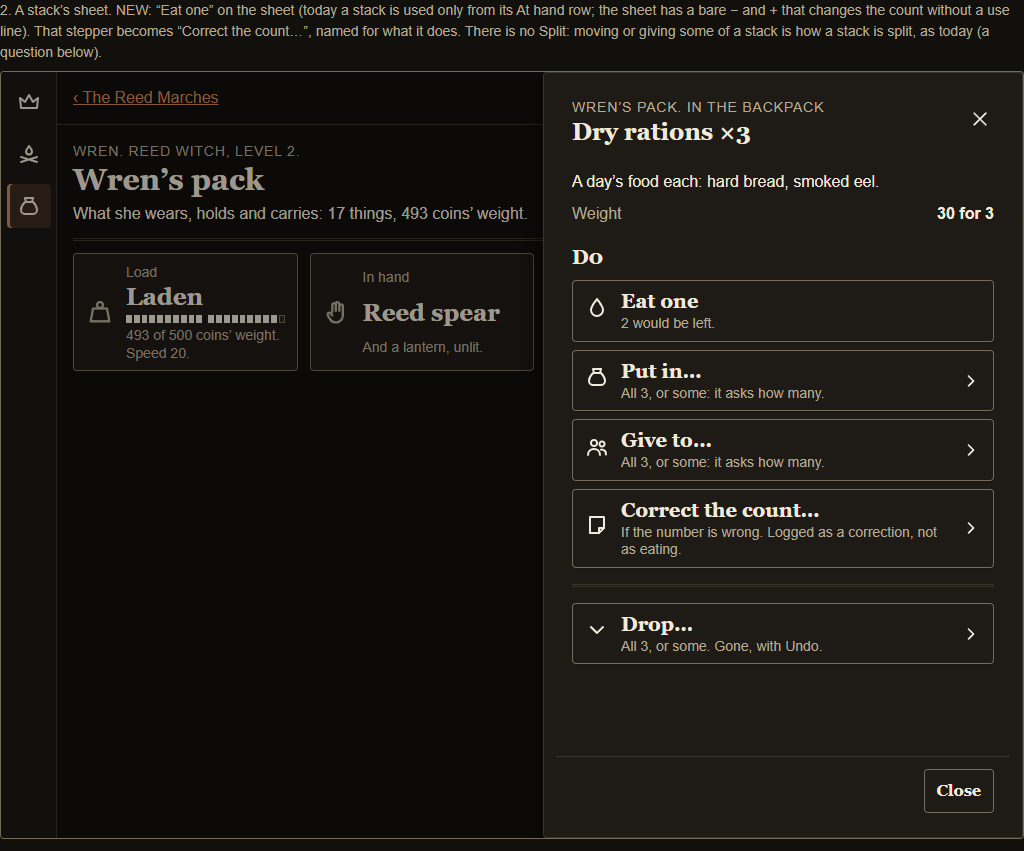 2. A stack’s sheet. NEW: “Eat one” on the sheet (today a stack is used only from its At hand row; the sheet has a bare − and + that changes the count without a use
line). That stepper becomes “Correct the count…”, named for what it does. There is no Split: moving or giving some of a stack is how a stack is split, as today (a
question below).
‹ The Reed Marches
WREN. REED WITCH, LEVEL 2.
Wren’s pack
What she wears, holds and carries: 17 things, 493 coins’ weight.
Load
Laden
493 of 500 coins’ weight.
Speed 20.
In hand
Reed spear
And a lantern, unlit.
WREN’S PACK. IN THE BACKPACK
Dry rations ×3
A day’s food each: hard bread, smoked eel.
Weight 30 for 3
Do
Eat one
2 would be left.
Put in…
All 3, or some: it asks how many.
Give to…
All 3, or some: it asks how many.
Correct the count…
If the number is wrong. Logged as a correction, not
as eating.
Drop…
All 3, or some. Gone, with Undo.
Close